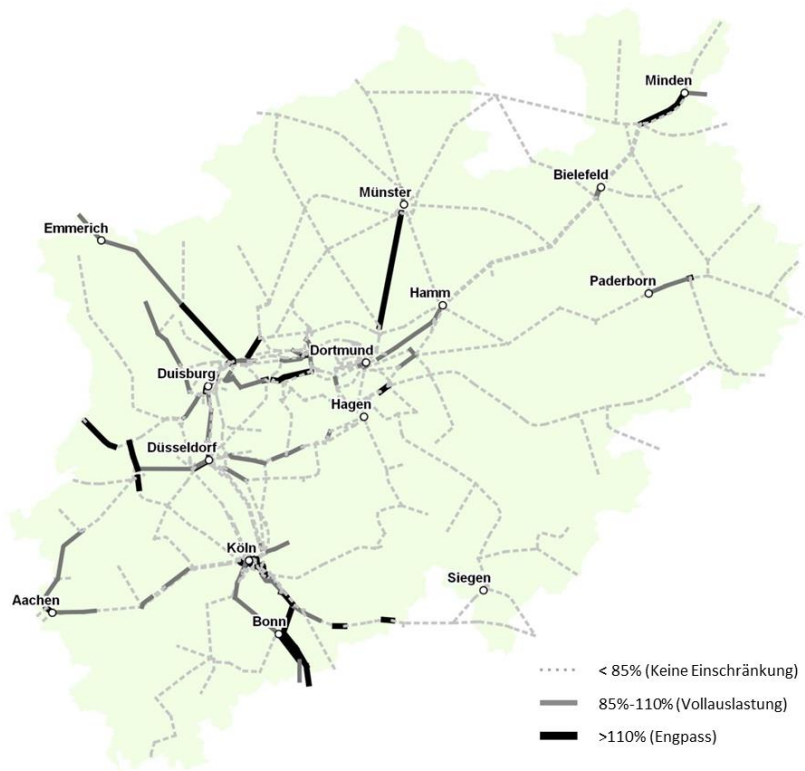 Minden
Bielefeld
Münster
Emmerich
Paderborn
Hamm
Dortmund
Duisburg
Hagen
Düsseldorf
Köln
Siegen
Aachen
Bonn
< 85% (Keine Einschränkung)
85%-110% (Vollauslastung)
>110% (Engpass)